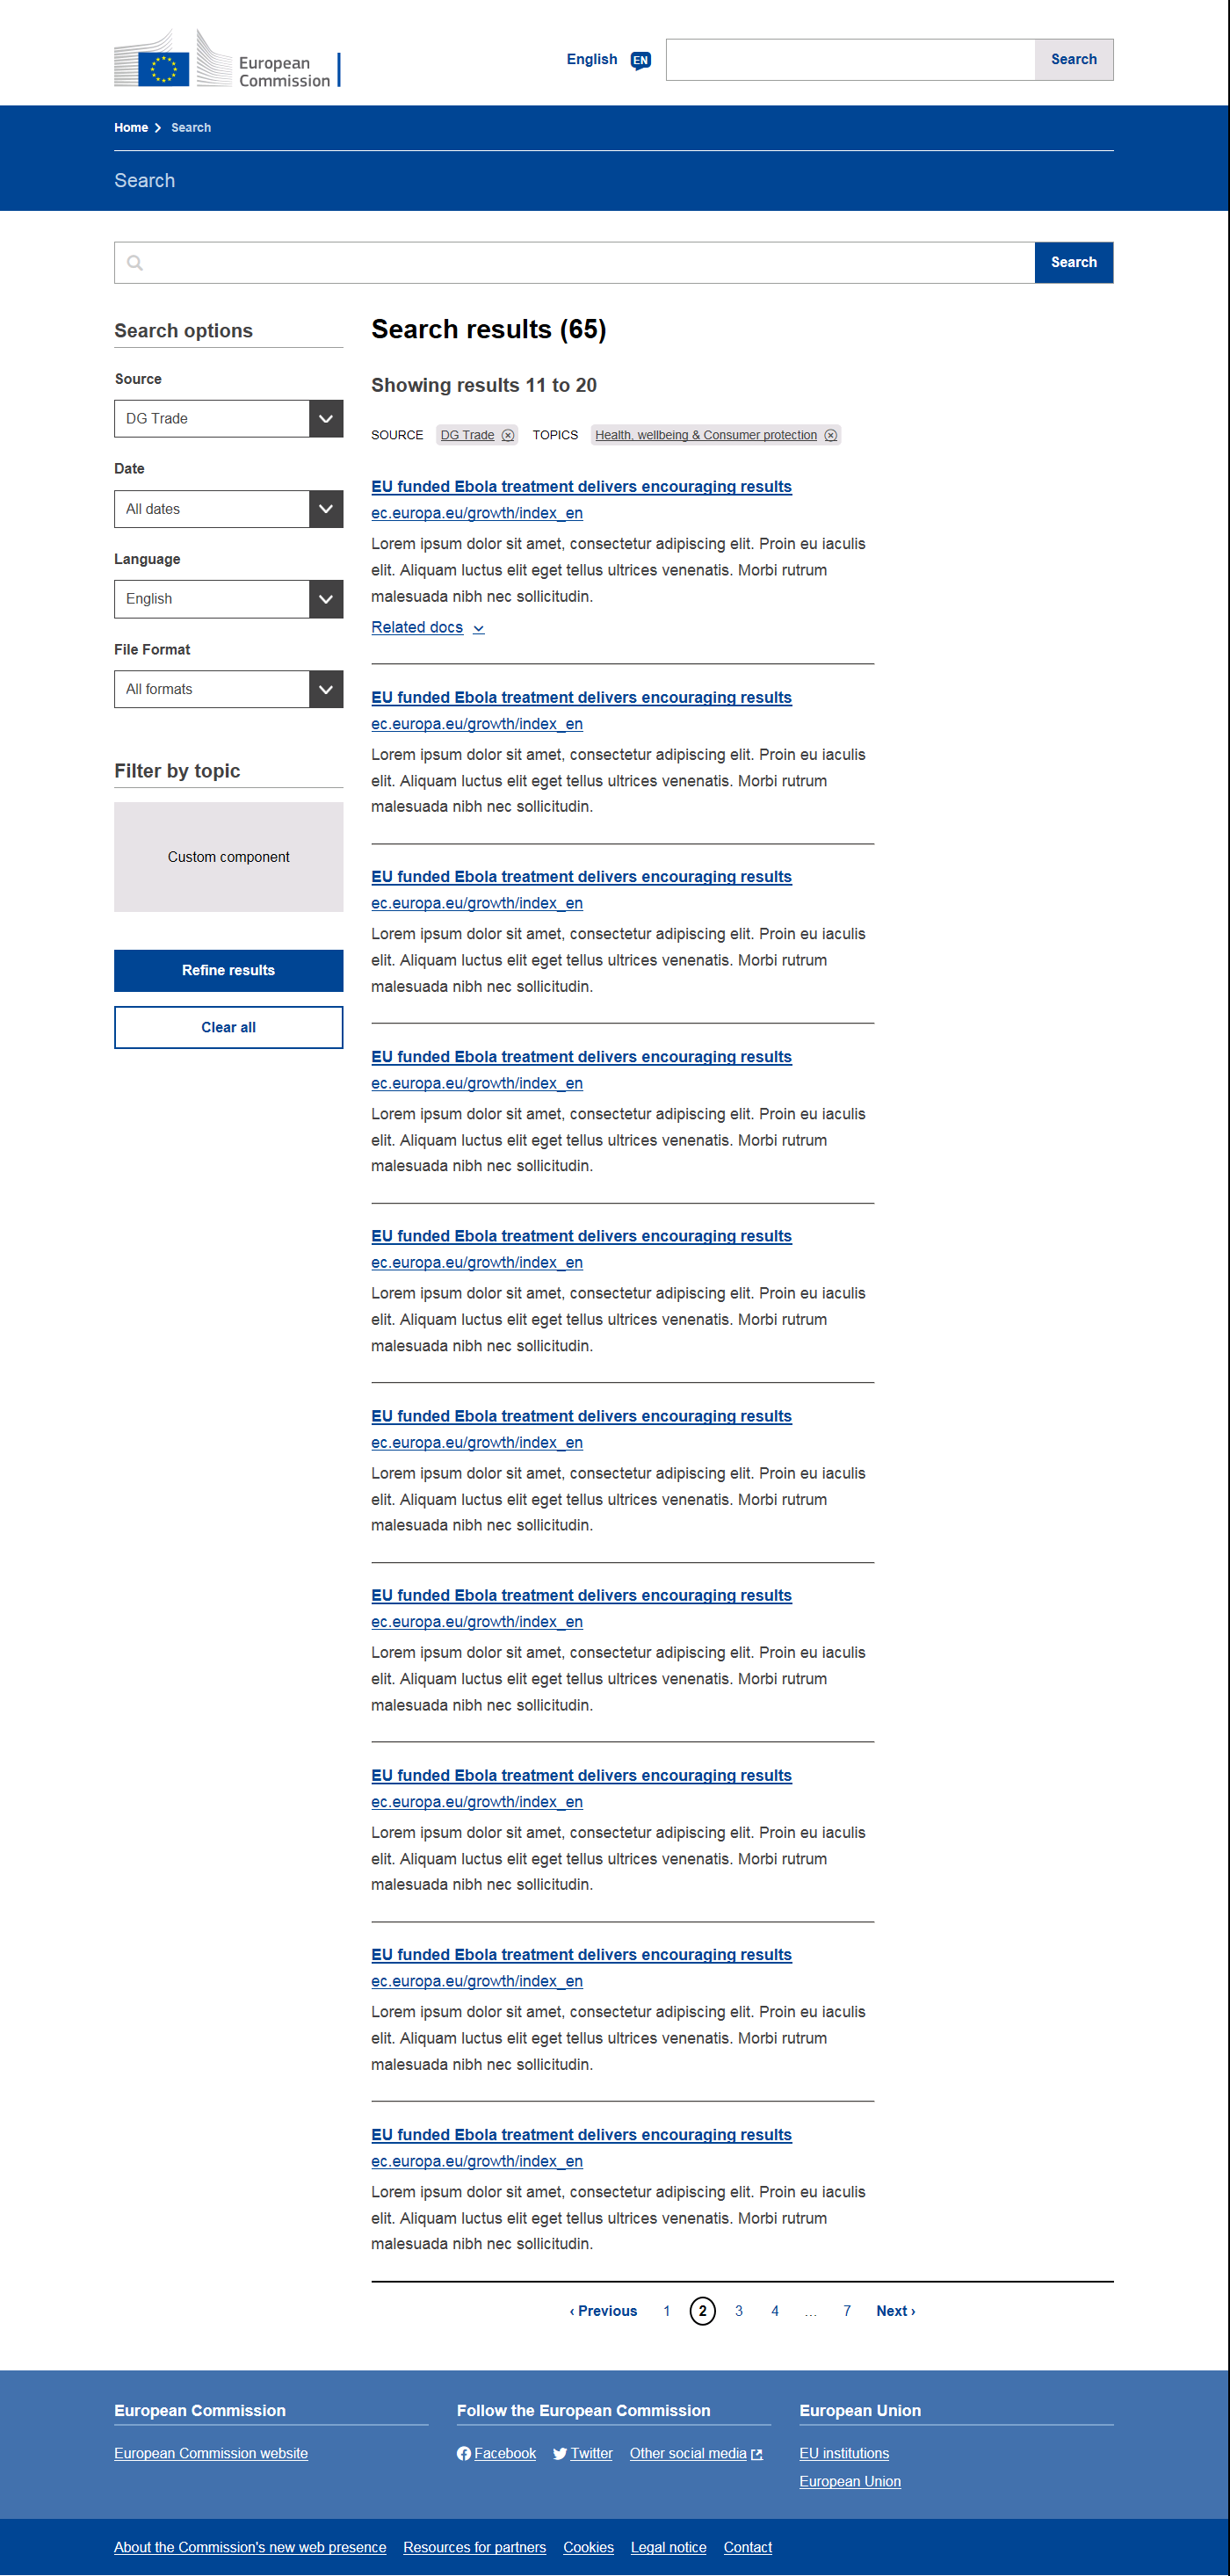 European
Commission
English EN
Search
Home Search
Search
Search
Search options
Source
DG Trade
Date
All dates
Language
English
File Format
All formats
Filter by topic
Custom component
Refine results
Clear all
Search results (65)
Showing results 11 to 20
SOURCE DG Trade TOPICS Health, wellbeing & Consumer protection
EU funded Ebola treatment delivers encouraging results
ec.europa.eu/growth/index_en
Lorem ipsum dolor sit amet, consectetur adipiscing elit. Proin eu iaculis
elit. Aliquam luctus elit eget tellus ultrices venenatis. Morbi rutrum
malesuada nibh nec sollicitudin.
Related docs
EU funded Ebola treatment delivers encouraging results
ec.europa.eu/growth/index_en
Lorem ipsum dolor sit amet, consectetur adipiscing elit. Proin eu iaculis
elit. Aliquam luctus elit eget tellus ultrices venenatis. Morbi rutrum
malesuada nibh nec sollicitudin.
EU funded Ebola treatment delivers encouraging results
ec.europa.eu/growth/index_en
Lorem ipsum dolor sit amet, consectetur adipiscing elit. Proin eu iaculis
elit. Aliquam luctus elit eget tellus ultrices venenatis. Morbi rutrum
malesuada nibh nec sollicitudin.
EU funded Ebola treatment delivers encouraging results
ec.europa.eu/growth/index_en
Lorem ipsum dolor sit amet, consectetur adipiscing elit. Proin eu iaculis
elit. Aliquam luctus elit eget tellus ultrices venenatis. Morbi rutrum
malesuada nibh nec sollicitudin.
EU funded Ebola treatment delivers encouraging results
ec.europa.eu/growth/index_en
Lorem ipsum dolor sit amet, consectetur adipiscing elit. Proin eu iaculis
elit. Aliquam luctus elit eget tellus ultrices venenatis. Morbi rutrum
malesuada nibh nec sollicitudin.
EU funded Ebola treatment delivers encouraging results
ec.europa.eu/growth/index_en
Lorem ipsum dolor sit amet, consectetur adipiscing elit. Proin eu iaculis
elit. Aliquam luctus elit eget tellus ultrices venenatis. Morbi rutrum
malesuada nibh nec sollicitudin.
EU funded Ebola treatment delivers encouraging results
ec.europa.eu/growth/index_en
Lorem ipsum dolor sit amet, consectetur adipiscing elit. Proin eu iaculis
elit. Aliquam luctus elit eget tellus ultrices venenatis. Morbi rutrum
malesuada nibh nec sollicitudin.
EU funded Ebola treatment delivers encouraging results
ec.europa.eu/growth/index_en
Lorem ipsum dolor sit amet, consectetur adipiscing elit. Proin eu iaculis
elit. Aliquam luctus elit eget tellus ultrices venenatis. Morbi rutrum
malesuada nibh nec sollicitudin.
EU funded Ebola treatment delivers encouraging results
ec.europa.eu/growth/index_en
Lorem ipsum dolor sit amet, consectetur adipiscing elit. Proin eu iaculis
elit. Aliquam luctus elit eget tellus ultrices venenatis. Morbi rutrum
malesuada nibh nec sollicitudin.
EU funded Ebola treatment delivers encouraging results
ec.europa.eu/growth/index_en
Lorem ipsum dolor sit amet, consectetur adipiscing elit. Proin eu iaculis
elit. Aliquam luctus elit eget tellus ultrices venenatis. Morbi rutrum
malesuada nibh nec sollicitudin.
‹ Previous 1 2 3 4 ... 7 Next ›
European Commission
European Commission website
Follow the European Commission
Facebook Twitter Other social media
European Union
EU institutions
European Union
About the Commission's new web presence Resources for partners Cookies Legal notice Contact